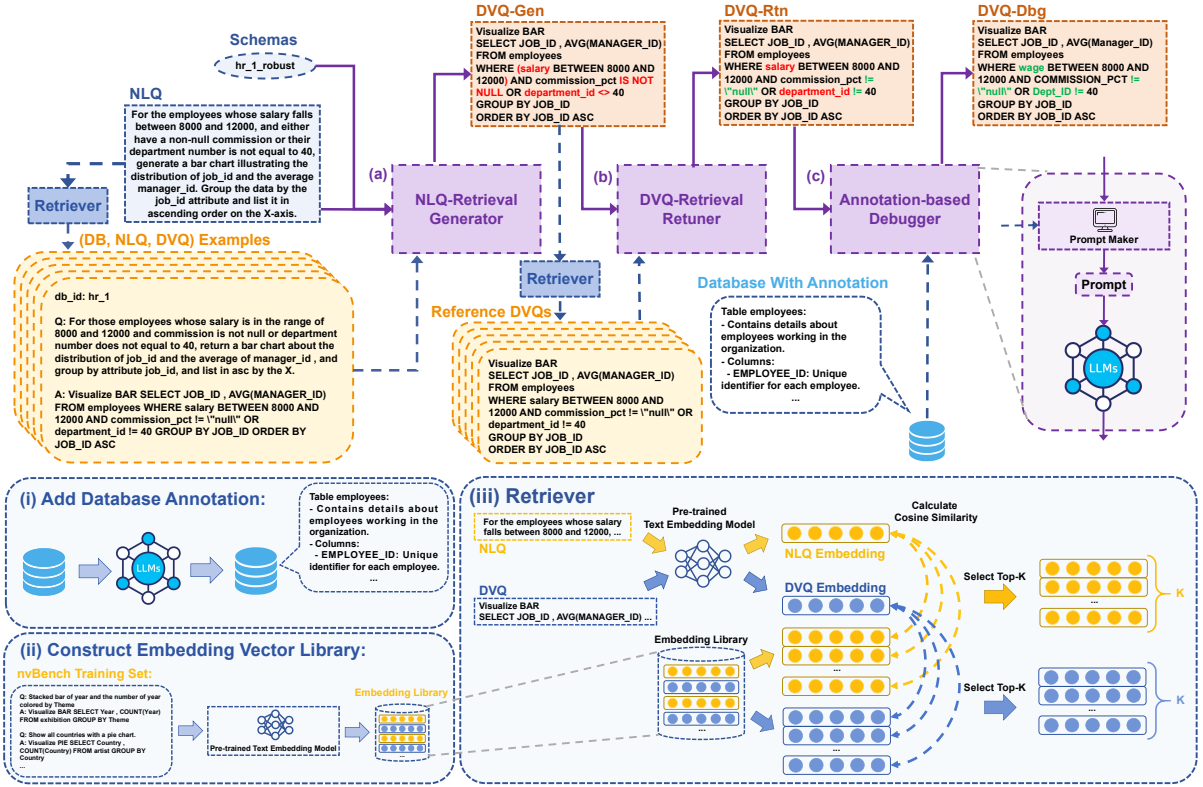 Schemas
hr_1_robust
NLQ
For the employees whose salary falls
between 8000 and 12000, and either
have a non-null commission or their
department number is not equal to 40,
generate a bar chart illustrating the
distribution of job_id and the average
manager_id. Group the data by the
job_id attribute and list it in
ascending order on the X-axis.
Retriever
(DB, NLQ, DVQ) Examples
db_id: hr_1
Q: For those employees whose salary is in the range of
8000 and 12000 and commission is not null or department
number does not equal to 40, return a bar chart about the
distribution of job_id and the average of manager_id , and
group by attribute job_id, and list in asc by the X.
A: Visualize BAR SELECT JOB_ID , AVG(MANAGER_ID)
FROM employees WHERE salary BETWEEN 8000 AND
12000 AND commission_pct != \"null\" OR
department_id != 40 GROUP BY JOB_ID ORDER BY
JOB_ID ASC
DVQ-Gen
Visualize BAR
SELECT JOB_ID , AVG(MANAGER_ID)
FROM employees
WHERE (salary BETWEEN 8000 AND
12000) AND commission_pct IS NOT
NULL OR department_id <> 40
GROUP BY JOB_ID
ORDER BY JOB_ID ASC
(a)
NLQ-Retrieval
Generator
Retriever
Reference DVQs
Visualize BAR
SELECT JOB_ID , AVG(MANAGER_ID)
FROM employees
WHERE salary BETWEEN 8000 AND
12000 AND commission_pct != \"null\" OR
department_id != 40
GROUP BY JOB_ID
ORDER BY JOB_ID ASC
DVQ-Rtn
Visualize BAR
SELECT JOB_ID , AVG(MANAGER_ID)
FROM employees
WHERE salary BETWEEN 8000 AND
12000 AND commission_pct !=
\"null\" OR department_id != 40
GROUP BY JOB_ID
ORDER BY JOB_ID ASC
(b)
DVQ-Retrieval
Retuner
DVQ-Dbg
Visualize BAR
SELECT JOB_ID , AVG(Manager_ID)
FROM employees
WHERE wage BETWEEN 8000 AND
12000 AND COMMISSION_PCT !=
\"null\" OR Dept_ID != 40
GROUP BY JOB_ID
ORDER BY JOB_ID ASC
(c)
Annotation-based
Debugger
Database With Annotation
Table employees:
- Contains details about
employees working in the
organization.
- Columns:
- EMPLOYEE_ID: Unique
identifier for each employee.
...
Prompt Maker
Prompt
LLMs
(i) Add Database Annotation:
LLMs
Table employees:
- Contains details about
employees working in the
organization.
- Columns:
- EMPLOYEE_ID: Unique
identifier for each employee.
...
(ii) Construct Embedding Vector Library:
nvBench Training Set:
Q: Stacked bar of year and the number of year
colored by Theme
A: Visualize BAR SELECT Year , COUNT(Year)
FROM exhibition GROUP BY Theme
Q: Show all countries with a pie chart.
A: Visualize PIE SELECT Country ,
COUNT(Country) FROM artist GROUP BY
Country
...
Pre-trained Text Embedding Model
Embedding Library
...
(iii) Retriever
For the employees whose salary
falls between 8000 and 12000, ...
NLQ
DVQ
Visualize BAR
SELECT JOB_ID , AVG(MANAGER_ID) ...
Pre-trained
Text Embedding Model
Embedding Library
...
NLQ Embedding
DVQ Embedding
...
...
Calculate
Cosine Similarity
Select Top-K
...
K
Select Top-K
...
K